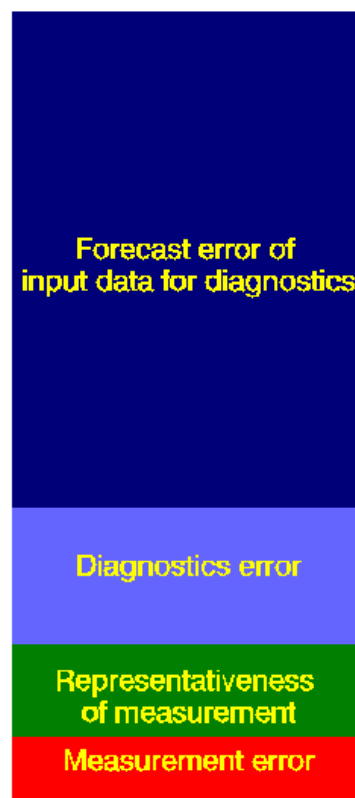 Forecast error of
input data for diagnostics
Diagnostics error
Representativeness
of measurement
Measurement error